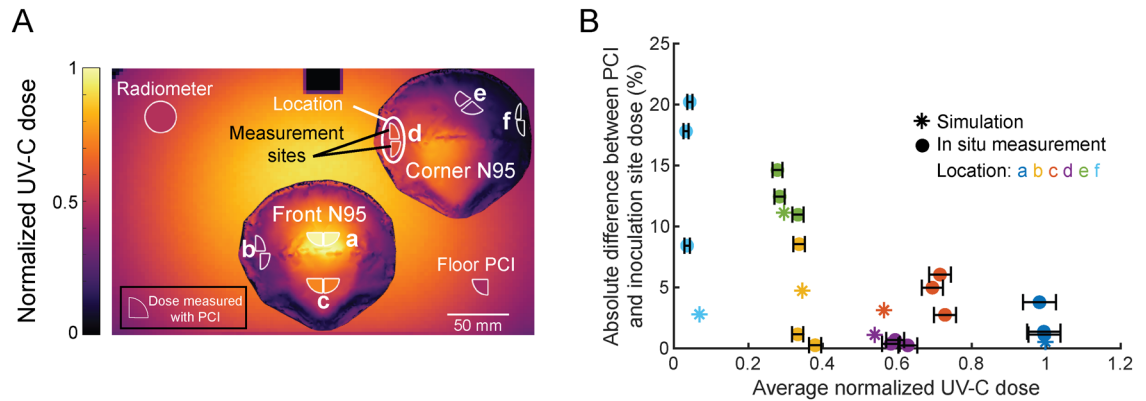 A
Normalized UV-C dose
1
0.5
0
Radiometer
Location
Measurement
sites
d
e
f
Corner N95
Front N95
a
b
c
Floor PCI
Dose measured
with PCI
50 mm
B
Absolute difference between PCI
and inoculation site dose (%)
25
20
15
10
5
0
Simulation
In situ measurement
Location: a b c d e f
0 0.2 0.4 0.6 0.8 1 1.2
Average normalized UV-C dose